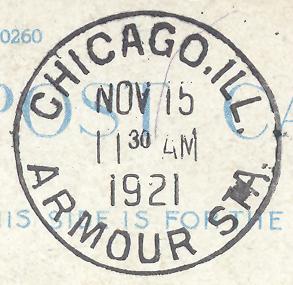 0260
CHICAGO, ILL.
POST CA
NOV 15
11 30 AM
1921
ARMOUR STA.
IS SIDE IS FOR THE